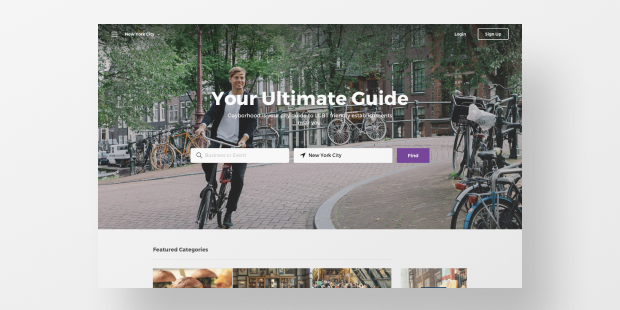 New York City
Login
Sign Up
Your Ultimate Guide
Gayborhood is your city guide to LGBT friendly establishments
near you.
Business or Event
New York City
Find
Featured Categories